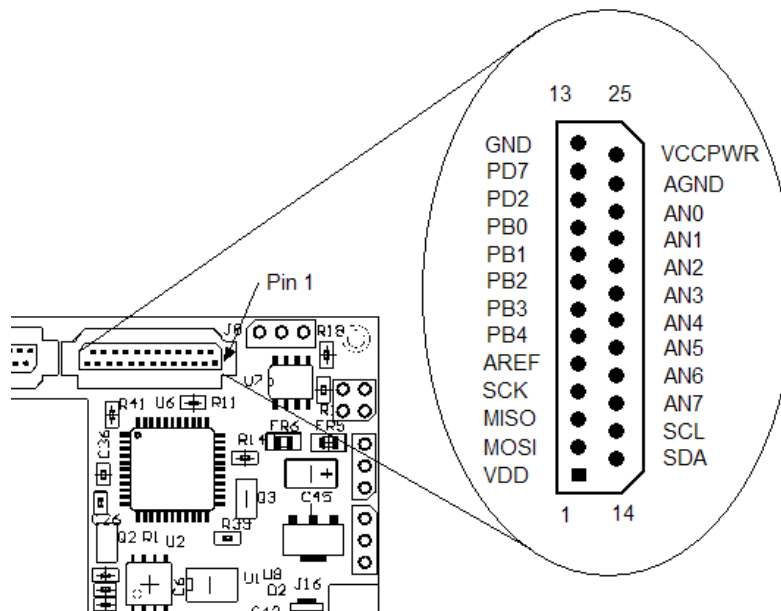 13 25
GND
PD7
PD2
PB0
PB1
PB2
PB3
PB4
AREF
SCK
MISO
MOSI
VDD
VCCPWR
AGND
AN0
AN1
AN2
AN3
AN4
AN5
AN6
AN7
SCL
SDA
1 14
Pin 1
J8
R18
U7
U6
R41
R11
C36
R14
FR6
FR5
C45
Q3
R39
Q2
R1
U2
C6
U1
U8
D2
J16